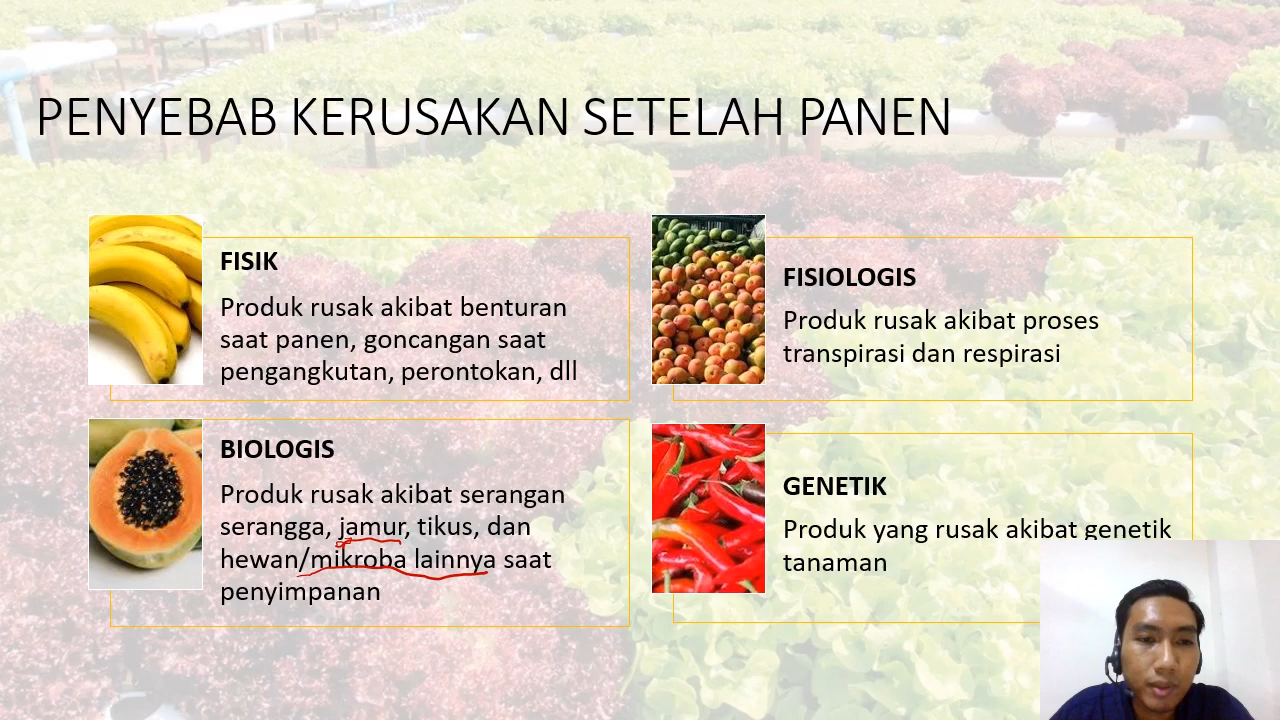 PENYEBAB KERUSAKAN SETELAH PANEN
FISIK
Produk rusak akibat benturan
saat panen, goncangan saat
pengangkutan, perontokan, dll
FISIOLOGIS
Produk rusak akibat proses
transpirasi dan respirasi
BIOLOGIS
Produk rusak akibat serangan
serangga, jamur, tikus, dan
hewan/mikroba lainnya saat
penyimpanan
GENETIK
Produk yang rusak akibat genetik
tanaman